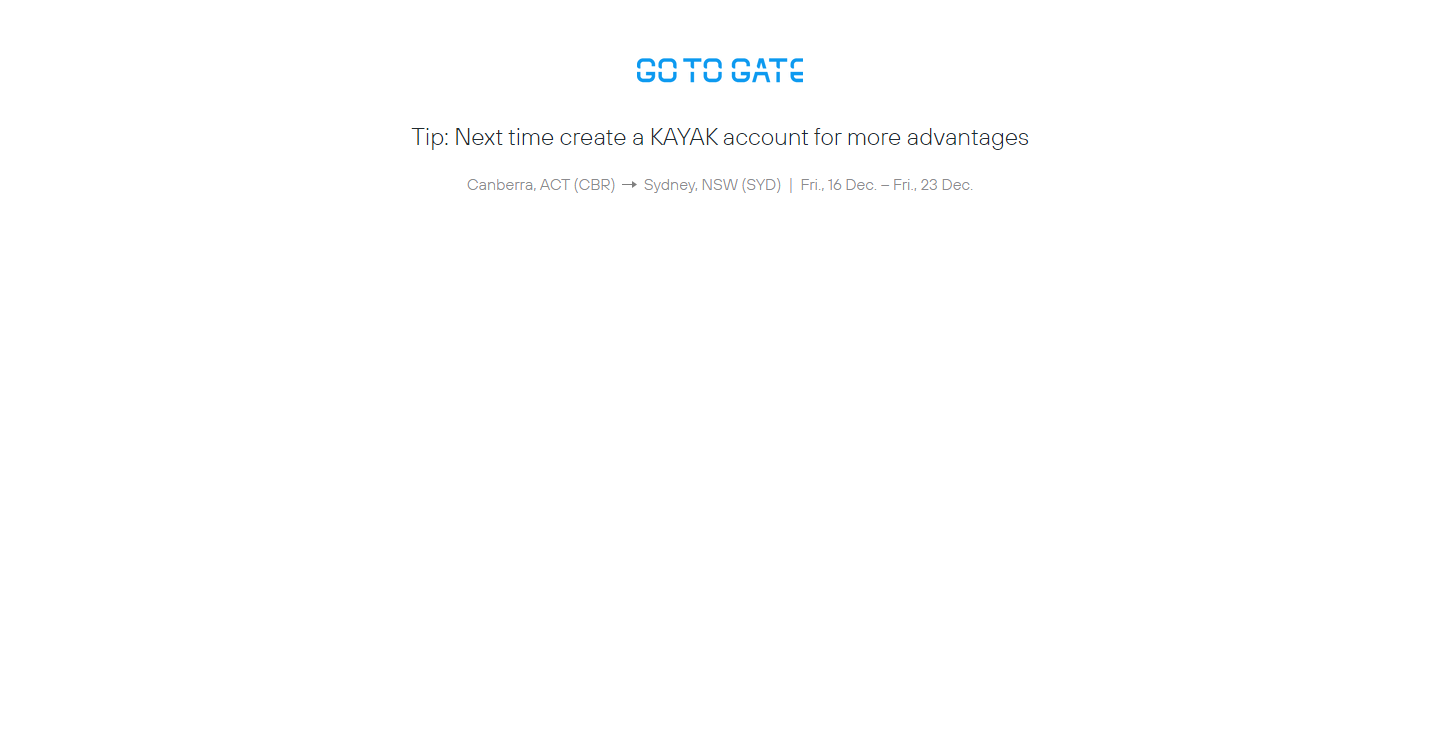 GO TO GATE
Tip: Next time create a KAYAK account for more advantages
Canberra, ACT (CBR) → Sydney, NSW (SYD) | Fri., 16 Dec. – Fri., 23 Dec.